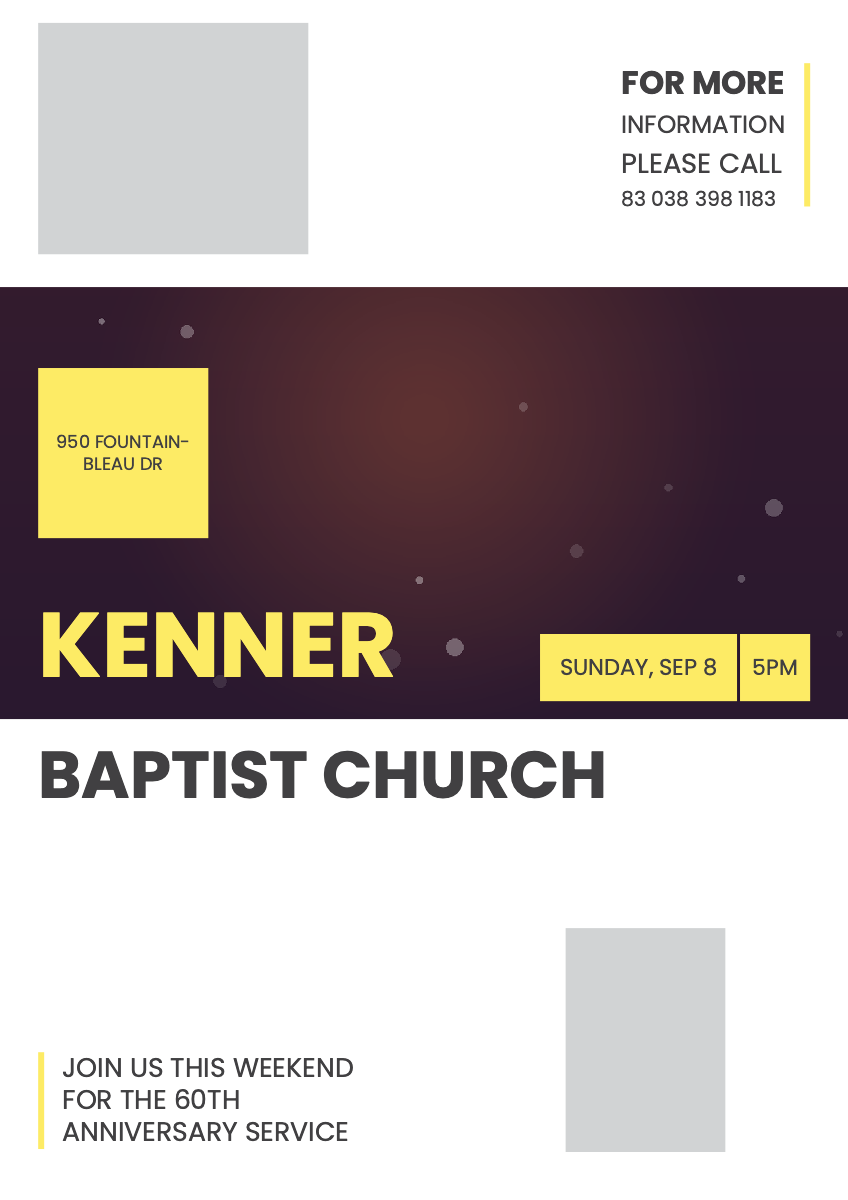 FOR MORE
INFORMATION
PLEASE CALL
83 038 398 1183
950 FOUNTAIN-
BLEAU DR
KENNER
SUNDAY, SEP 8
5PM
BAPTIST CHURCH
JOIN US THIS WEEKEND
FOR THE 60TH
ANNIVERSARY SERVICE